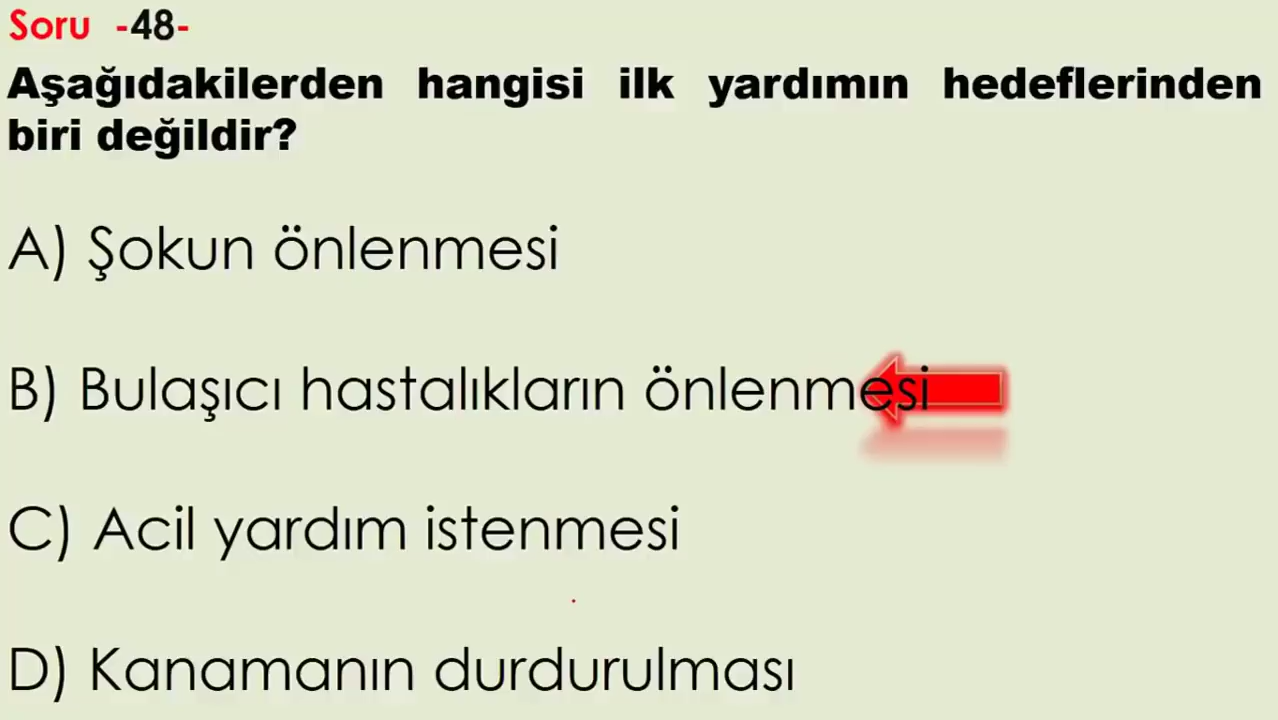 Soru -48-
Aşağıdakilerden hangisi ilk yardımın hedeflerinden
biri değildir?
A) Şokun önlenmesi
B) Bulaşıcı hastalıkların önlenmesi
C) Acil yardım istenmesi
D) Kanamanın durdurulması